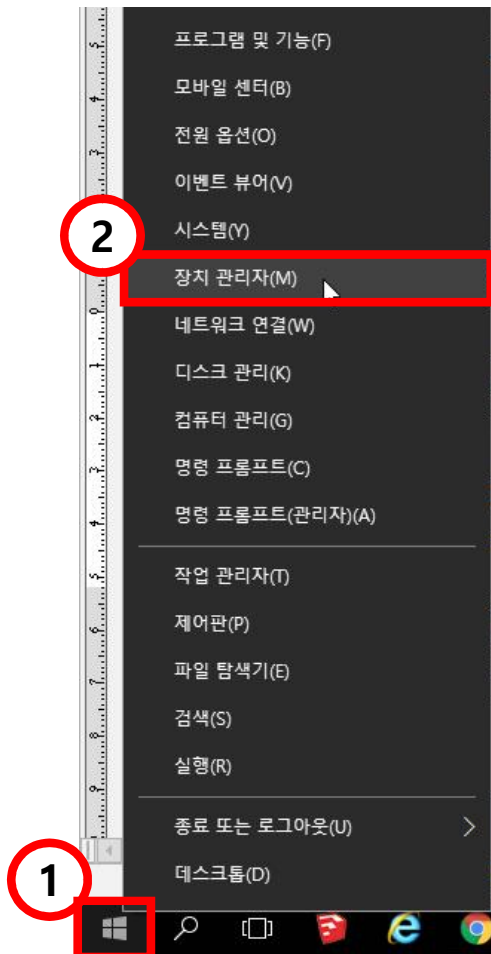 프로그램 및 기능(F)
모바일 센터(B)
전원 옵션(O)
이벤트 뷰어(V)
시스템(Y)
2
장치 관리자(M)
네트워크 연결(W)
디스크 관리(K)
컴퓨터 관리(G)
명령 프롬프트(C)
명령 프롬프트(관리자)(A)
작업 관리자(T)
제어판(P)
파일 탐색기(E)
검색(S)
실행(R)
종료 또는 로그아웃(U)
데스크톱(D)
1